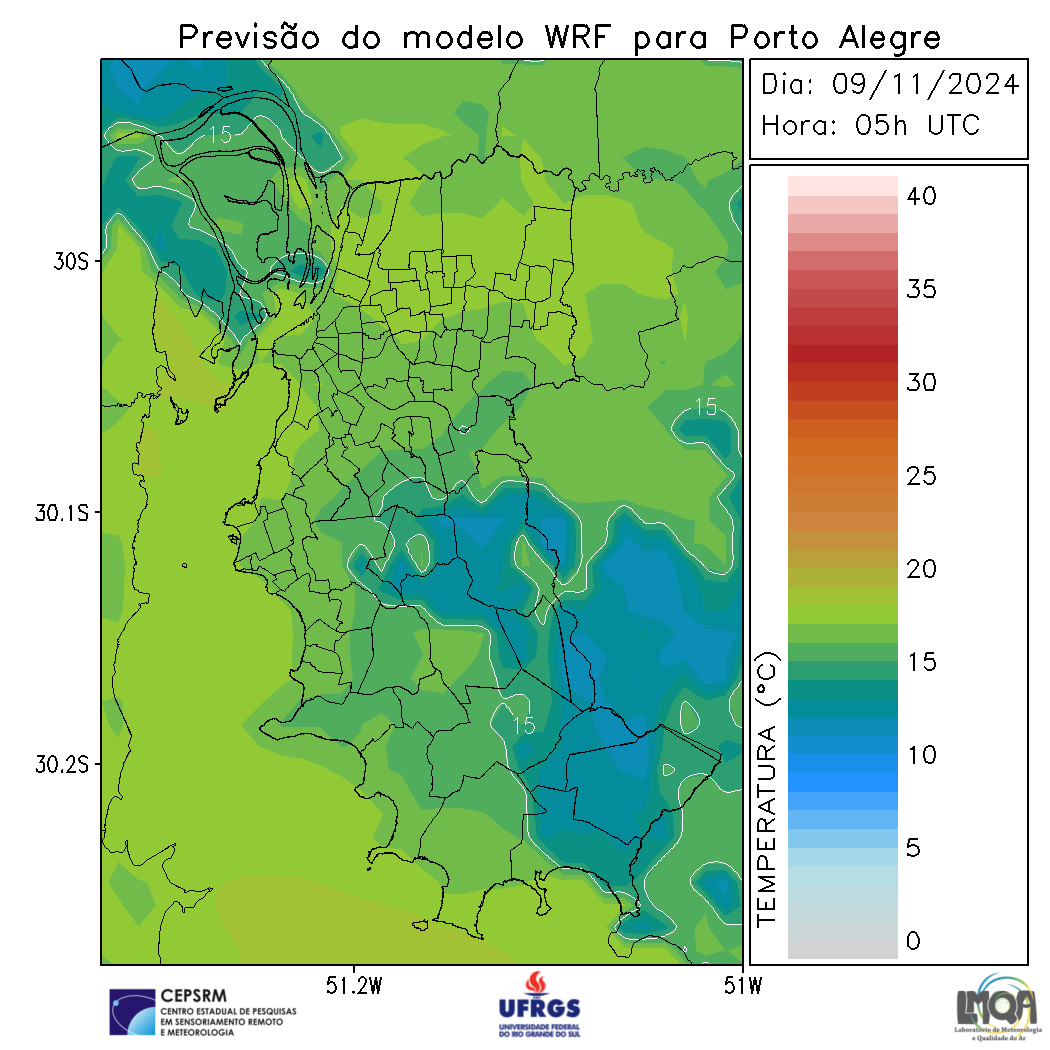 Previsão do modelo WRF para Porto Alegre
Dia: 09/11/2024
Hora: 05h UTC
15
30S
15
30.1S
15
30.2S
51.2W
51W
40
35
30
25
20
15
10
5
0
TEMPERATURA (°C)
CEPSRM
CENTRO ESTADUAL DE PESQUISAS
EM SENSORIAMENTO REMOTO
E METEOROLOGIA
UFRGS
UNIVERSIDADE FEDERAL
DO RIO GRANDE DO SUL
LMQA
Laboratório de Meteorologia
e Qualidade do Ar